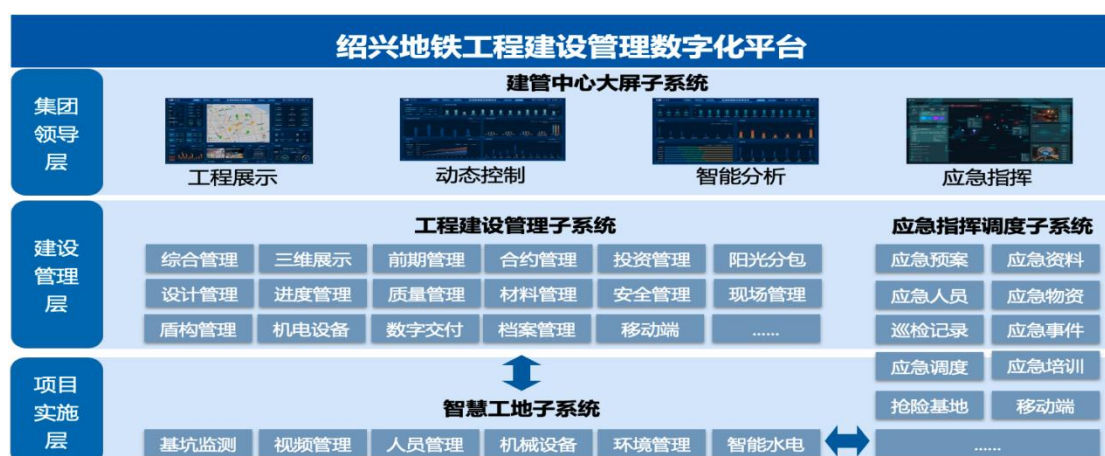 绍兴地铁工程建设管理数字化平台
集团
领导
层
建管中心大屏子系统
工程展示
动态控制
智能分析
应急指挥
建设
管理
层
工程建设管理子系统
综合管理 三维展示 前期管理 合约管理 投资管理 阳光分包
设计管理 进度管理 质量管理 材料管理 安全管理 现场管理
盾构管理 机电设备 数字交付 档案管理 移动端 ......
应急指挥调度子系统
应急预案 应急资料
应急人员 应急物资
巡检记录 应急事件
应急调度 应急培训
抢险基地 移动端
......
项目
实施
层
智慧工地子系统
基坑监测 视频管理 人员管理 机械设备 环境管理 智能水电